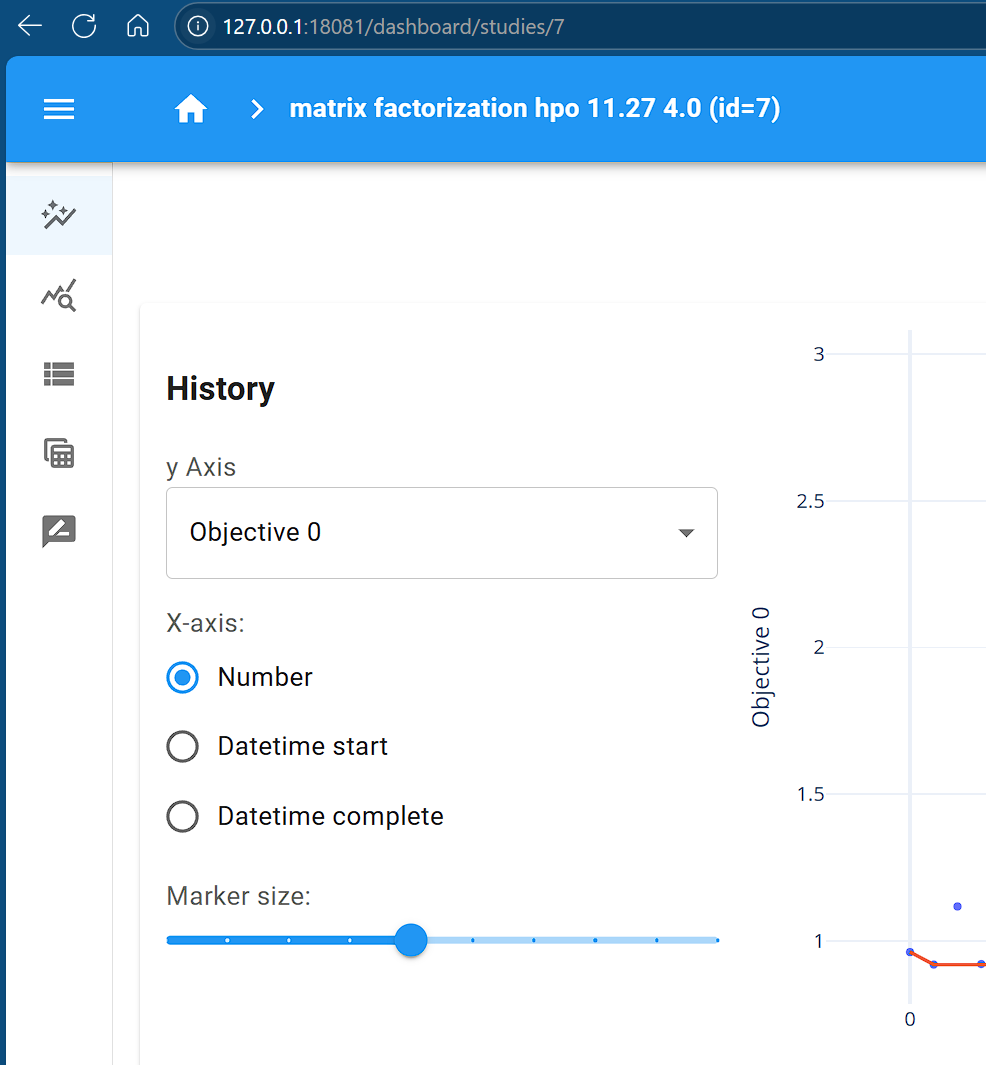 127.0.0.1:18081/dashboard/studies/7
matrix factorization hpo 11.27 4.0 (id=7)
History
y Axis
Objective 0
X-axis:
Number
Datetime start
Datetime complete
Marker size:
3
2.5
2
1.5
1
0
Objective 0